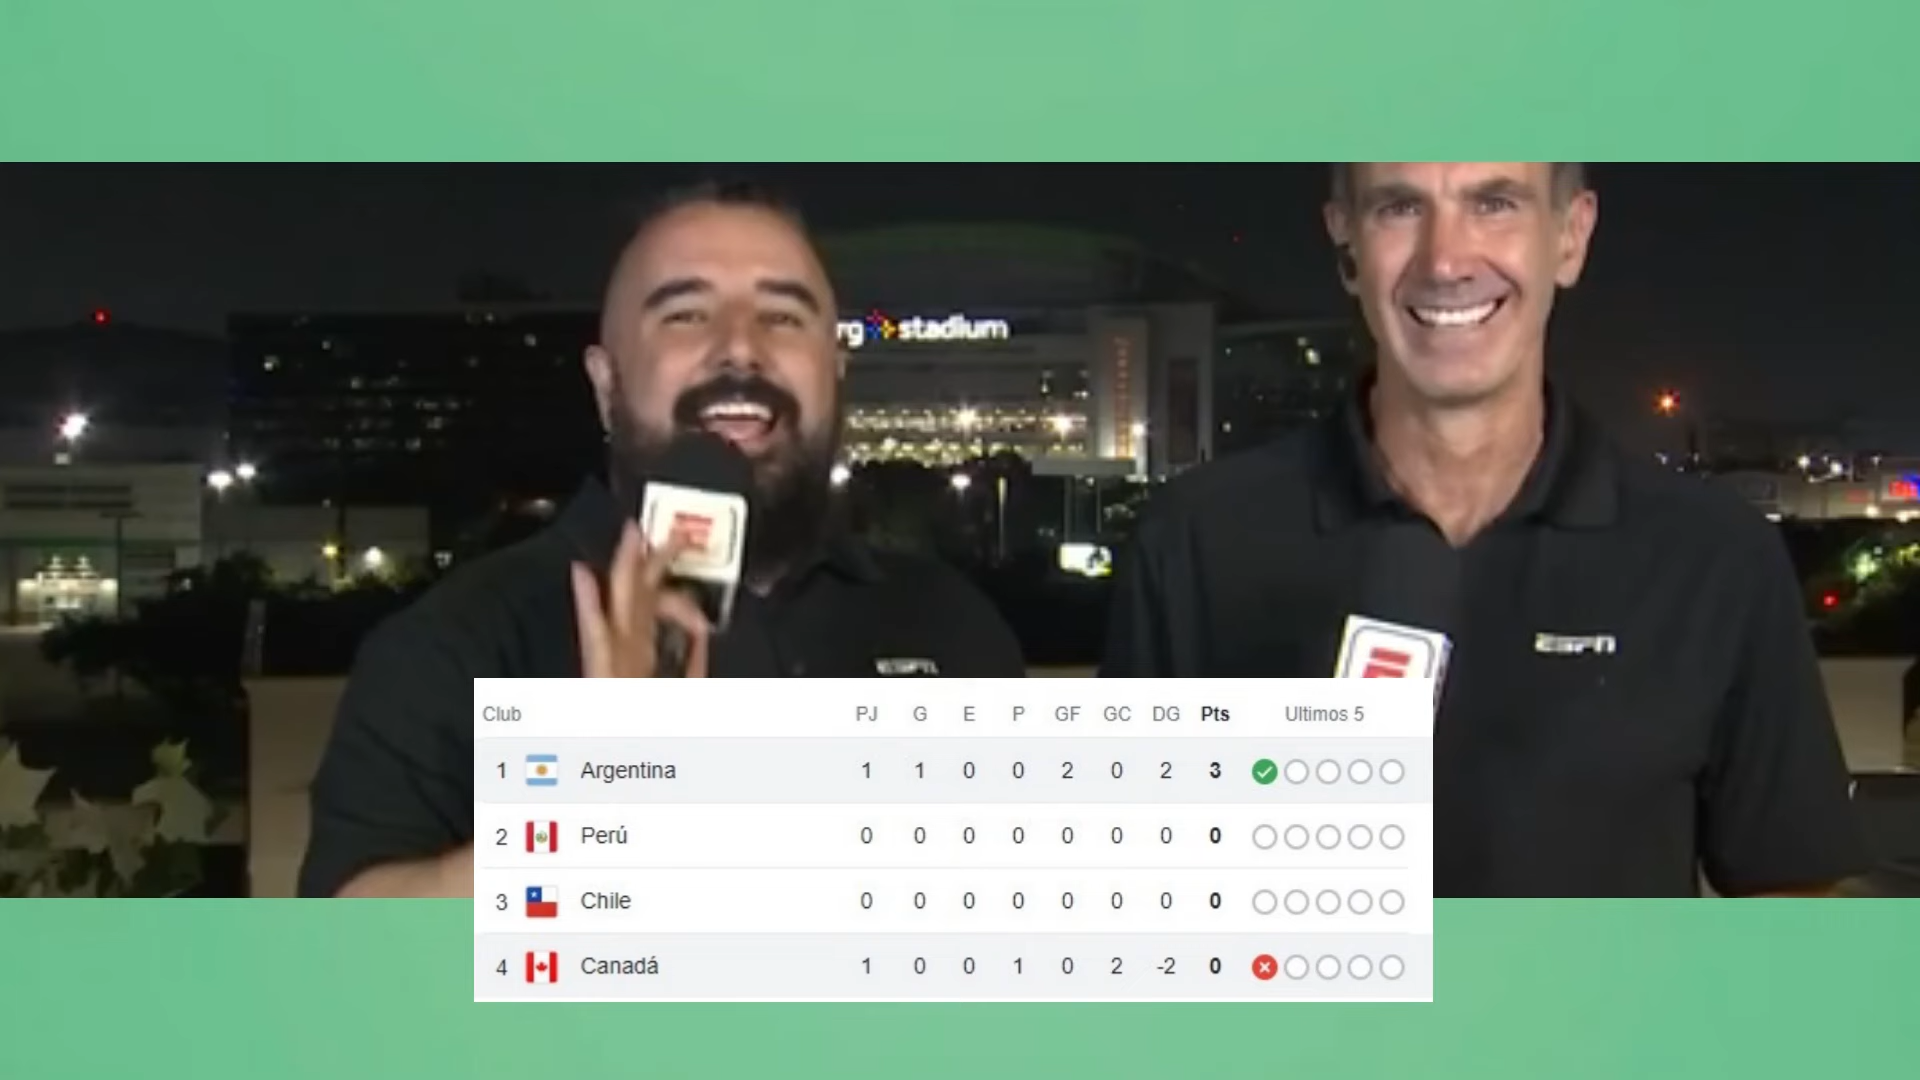 rg stadium
ESPN
Club PJ G E P GF GC DG Pts Ultimos 5
1 Argentina 1 1 0 0 2 0 2 3
2 Perú 0 0 0 0 0 0 0 0
3 Chile 0 0 0 0 0 0 0 0
4 Canadá 1 0 0 1 0 2 -2 0